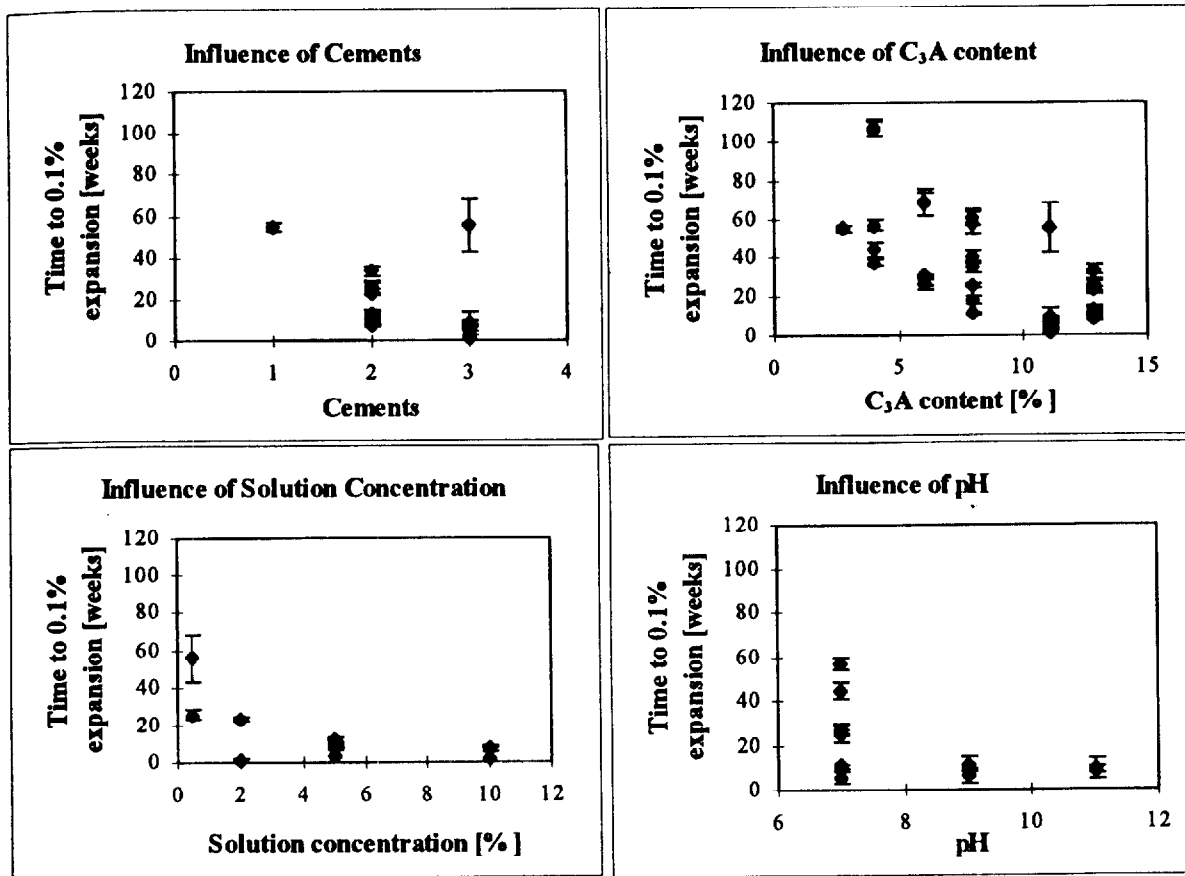 Influence of Cements
Time to 0.1%
expansion [weeks]
120
100
80
60
40
20
0
0 1 2 3 4
Cements
Influence of C₃A content
Time to 0.1%
expansion [weeks]
120
100
80
60
40
20
0
0 5 10 15
C₃A content [% ]
Influence of Solution Concentration
Time to 0.1%
expansion [weeks]
120
100
80
60
40
20
0
0 2 4 6 8 10 12
Solution concentration [% ]
Influence of pH
Time to 0.1%
expansion [weeks]
120
100
80
60
40
20
0
6 8 10 12
pH